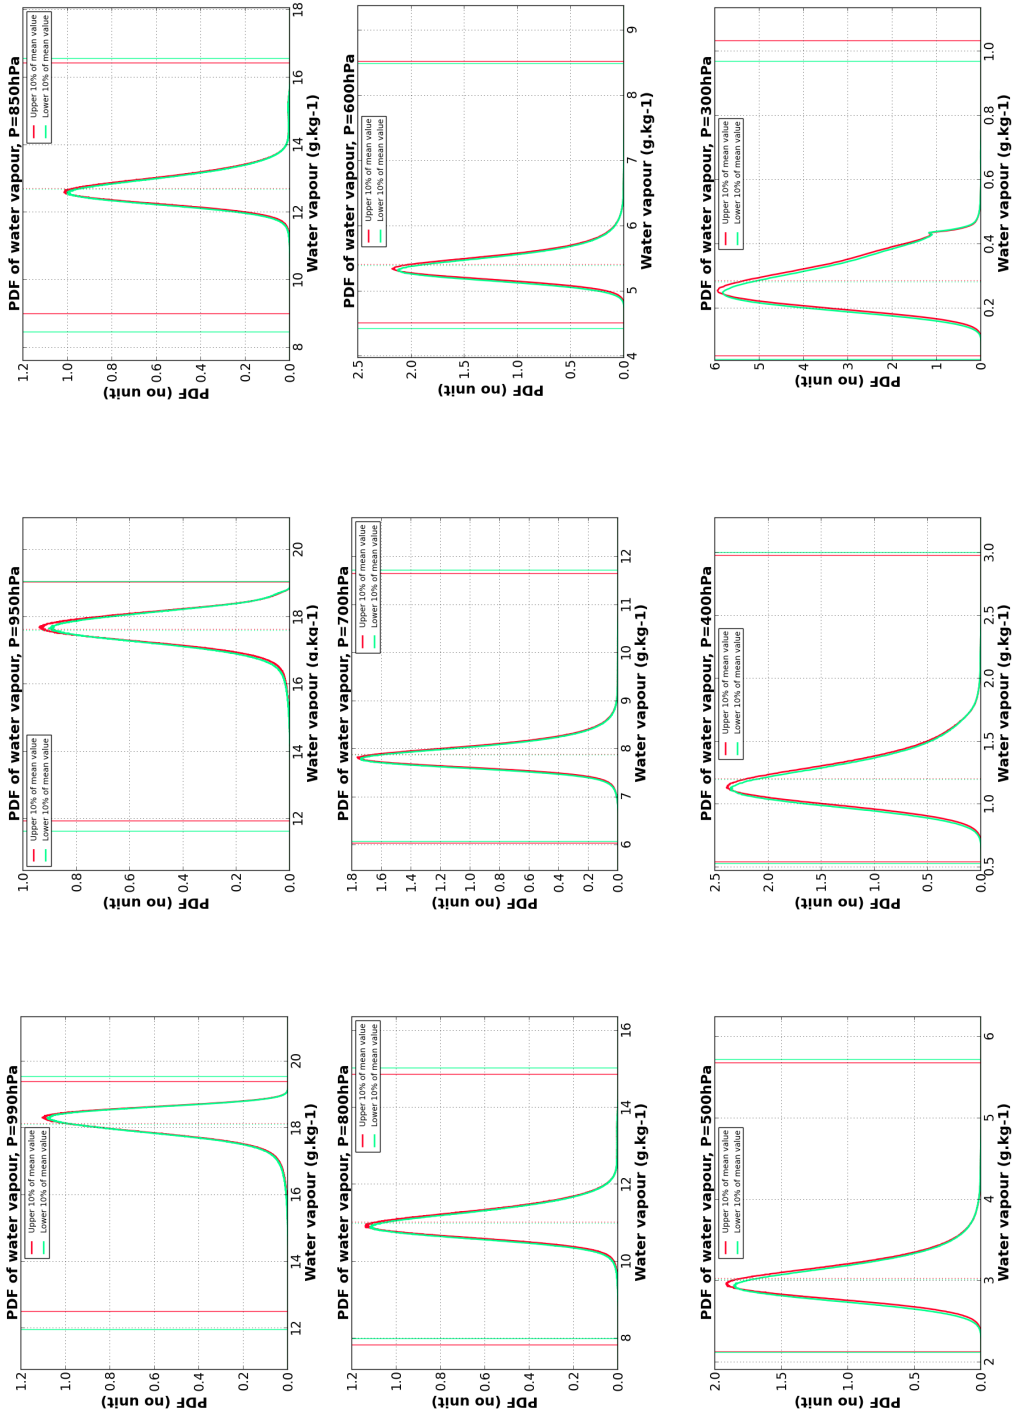 PDF of water vapour, P=990hPa
Upper 10% of mean value
Lower 10% of mean value
PDF (no unit)
1.2
1.0
0.8
0.6
0.4
0.2
0.0
12 14 16 18 20
Water vapour (g.kg-1)
PDF of water vapour, P=950hPa
Upper 10% of mean value
Lower 10% of mean value
PDF (no unit)
1.0
0.8
0.6
0.4
0.2
0.0
12 14 16 18 20
Water vapour (g.kg-1)
PDF of water vapour, P=850hPa
Upper 10% of mean value
Lower 10% of mean value
PDF (no unit)
1.2
1.0
0.8
0.6
0.4
0.2
0.0
8 10 12 14 16 18
Water vapour (g.kg-1)
PDF of water vapour, P=800hPa
Upper 10% of mean value
Lower 10% of mean value
PDF (no unit)
1.2
1.0
0.8
0.6
0.4
0.2
0.0
8 10 12 14 16
Water vapour (g.kg-1)
PDF of water vapour, P=700hPa
Upper 10% of mean value
Lower 10% of mean value
PDF (no unit)
1.8
1.6
1.4
1.2
1.0
0.8
0.6
0.4
0.2
0.0
6 7 8 9 10 11 12
Water vapour (g.kg-1)
PDF of water vapour, P=600hPa
Upper 10% of mean value
Lower 10% of mean value
PDF (no unit)
2.5
2.0
1.5
1.0
0.5
0.0
4 5 6 7 8 9
Water vapour (g.kg-1)
PDF of water vapour, P=500hPa
Upper 10% of mean value
Lower 10% of mean value
PDF (no unit)
2.0
1.5
1.0
0.5
0.0
2 3 4 5 6
Water vapour (g.kg-1)
PDF of water vapour, P=400hPa
Upper 10% of mean value
Lower 10% of mean value
PDF (no unit)
2.5
2.0
1.5
1.0
0.5
0.0
0.5 1.0 1.5 2.0 2.5 3.0
Water vapour (g.kg-1)
PDF of water vapour, P=300hPa
Upper 10% of mean value
Lower 10% of mean value
PDF (no unit)
6
5
4
3
2
1
0
0.2 0.4 0.6 0.8 1.0
Water vapour (g.kg-1)